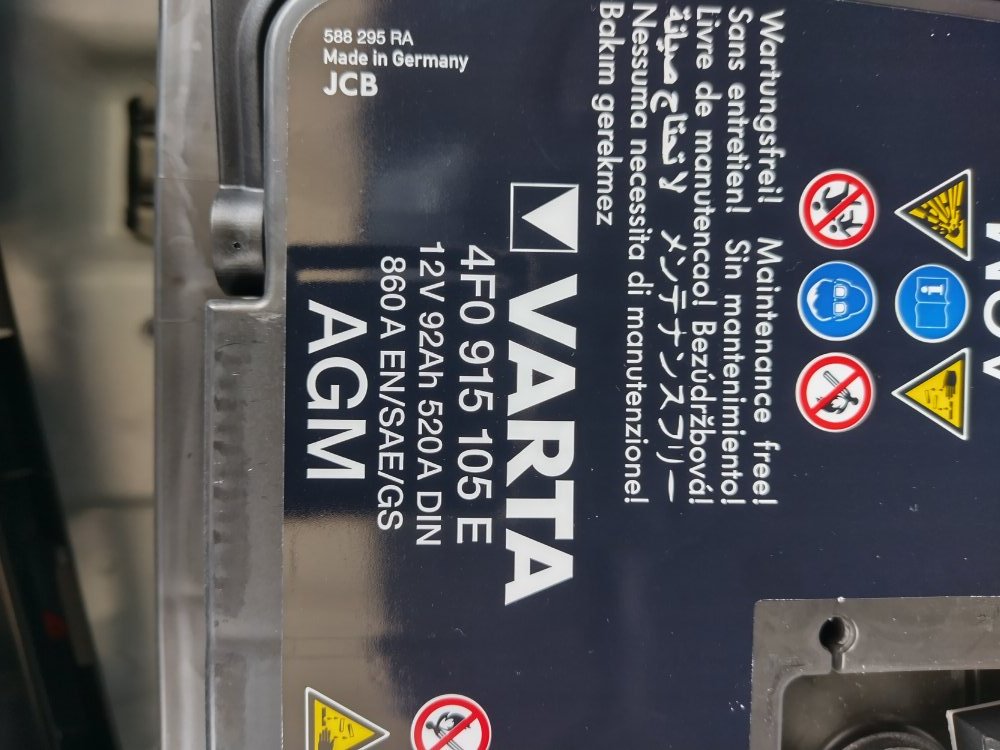 588 295 RA
Made in Germany
JCB
Wartungsfrei! Maintenance free!
Sans entretien! Sin mantenimiento!
Livre de manutencao! Bezúdržbová!
لا تحتاج صيانة メンテナンスフリー
Nessuma necessita di manutenzione!
Bakim gerekmez
VARTA
4F0 915 105 E
12V 92Ah 520A DIN
860 A EN/SAE/GS
AGM